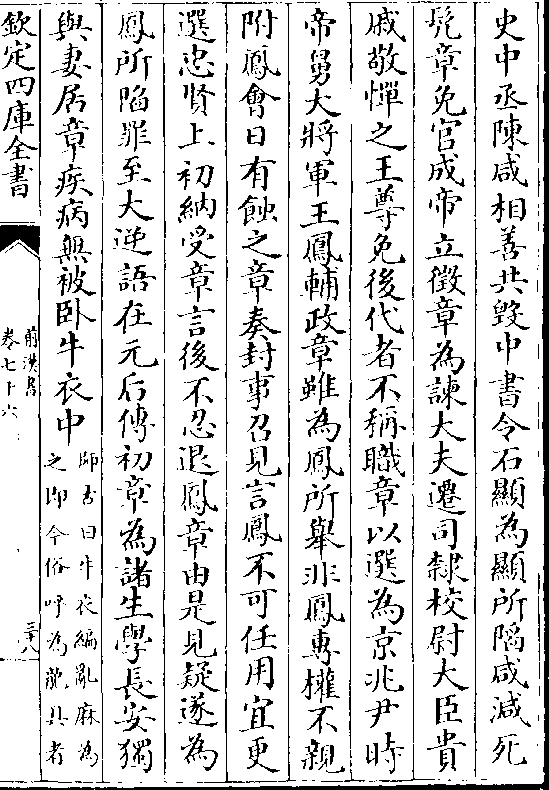 史中丞陳咸相善共毀中書令石顯為顯所陷咸減死
髠章免官成帝立徵章為諫大夫遷司隸校尉大臣貴
戚敬憚之王尊免後代者不稱職章以選為京兆尹時
帝舅大將軍王鳳輔政章雖為鳳所舉非鳳專權不親
附鳳會日有蝕之章奏封事召見言鳳不可任用宜更
選忠賢上初納受章言後不忍退鳳章由是見疑遂為
鳳所陷罪至大逆語在元后傳初章為諸生學長安獨
與妻居章疾病無被卧牛衣中
師古曰牛衣編亂麻為
之即今俗呼為龍具者
欽定四庫全書
前漢書
卷七十六
三十八